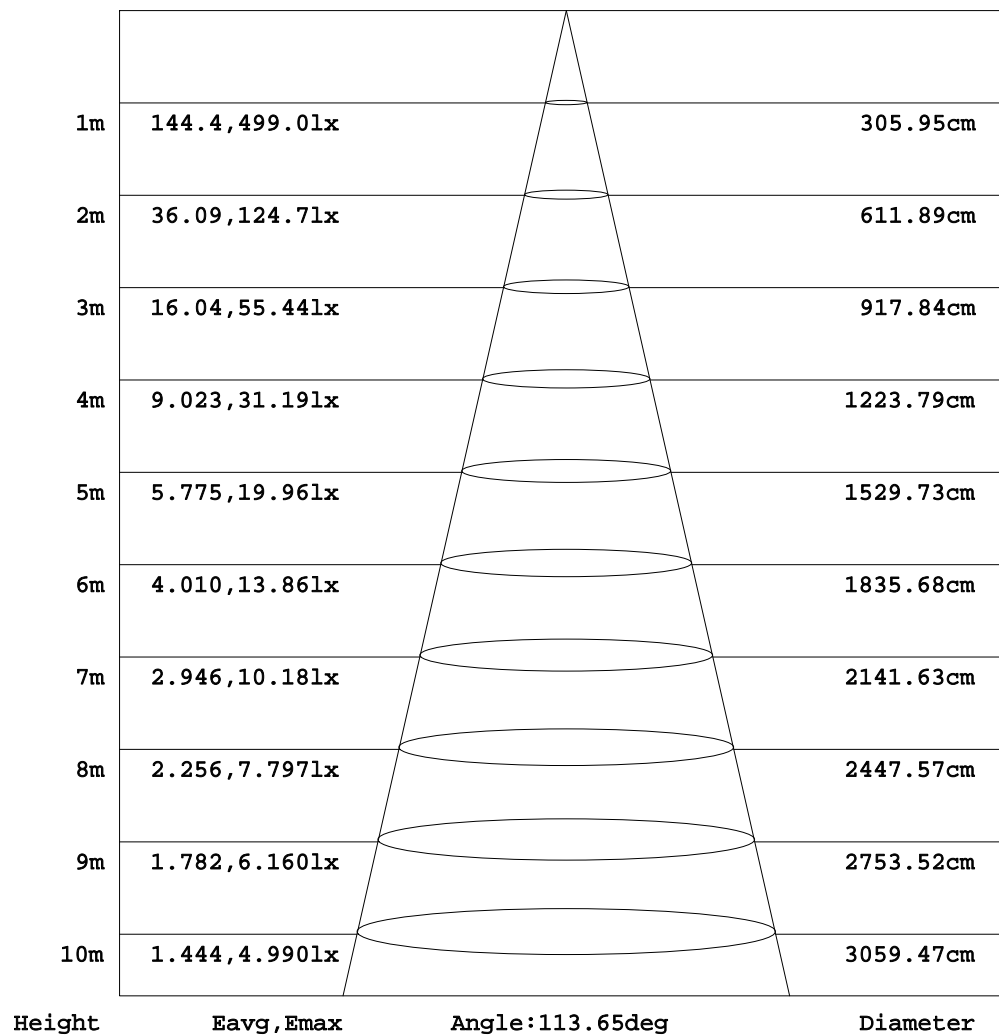 1m 144.4,499.0lx 305.95cm
2m 36.09,124.7lx 611.89cm
3m 16.04,55.44lx 917.84cm
4m 9.023,31.19lx 1223.79cm
5m 5.775,19.96lx 1529.73cm
6m 4.010,13.86lx 1835.68cm
7m 2.946,10.18lx 2141.63cm
8m 2.256,7.797lx 2447.57cm
9m 1.782,6.160lx 2753.52cm
10m 1.444,4.990lx 3059.47cm
Height Eavg,Emax Angle:113.65deg Diameter